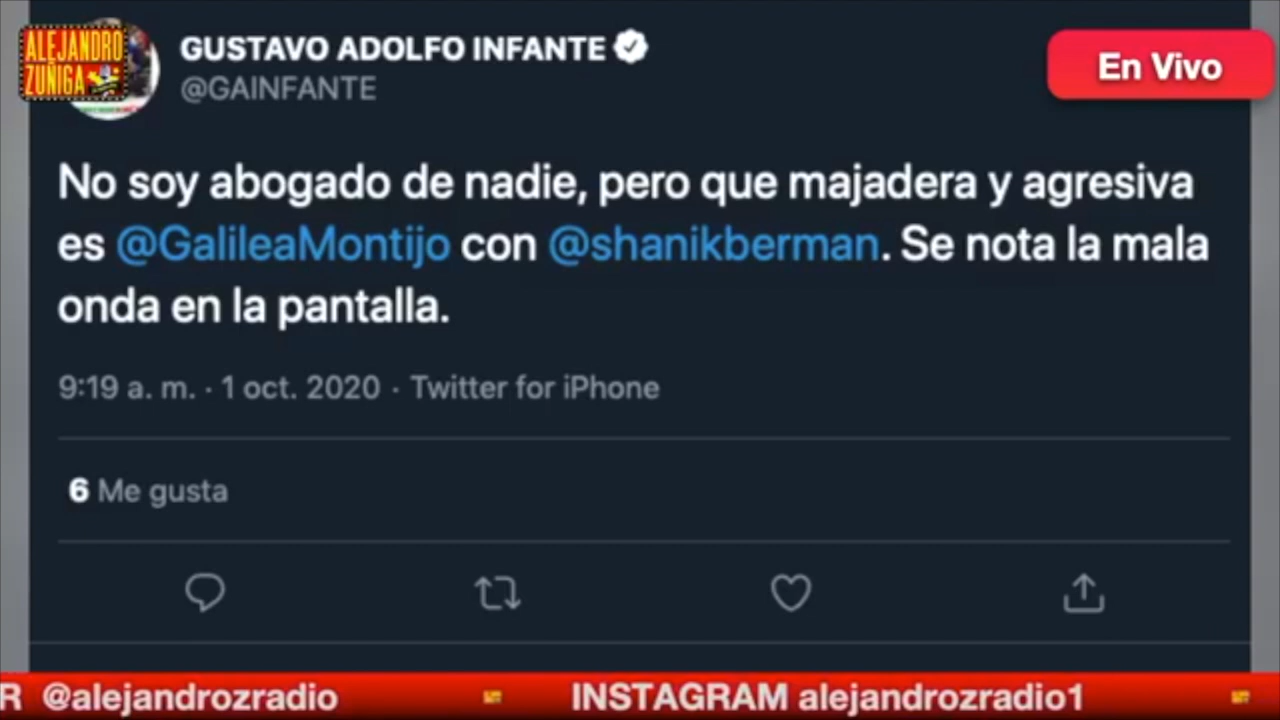 ALEJANDRO
ZUÑIGA
GUSTAVO ADOLFO INFANTE
@GAINFANTE
En Vivo
No soy abogado de nadie, pero que majadera y agresiva
es @GalileaMontijo con @shanikberman. Se nota la mala
onda en la pantalla.
9:19 a. m. · 1 oct. 2020 · Twitter for iPhone
6 Me gusta
R @alejandrozradio INSTAGRAM alejandrozradio1